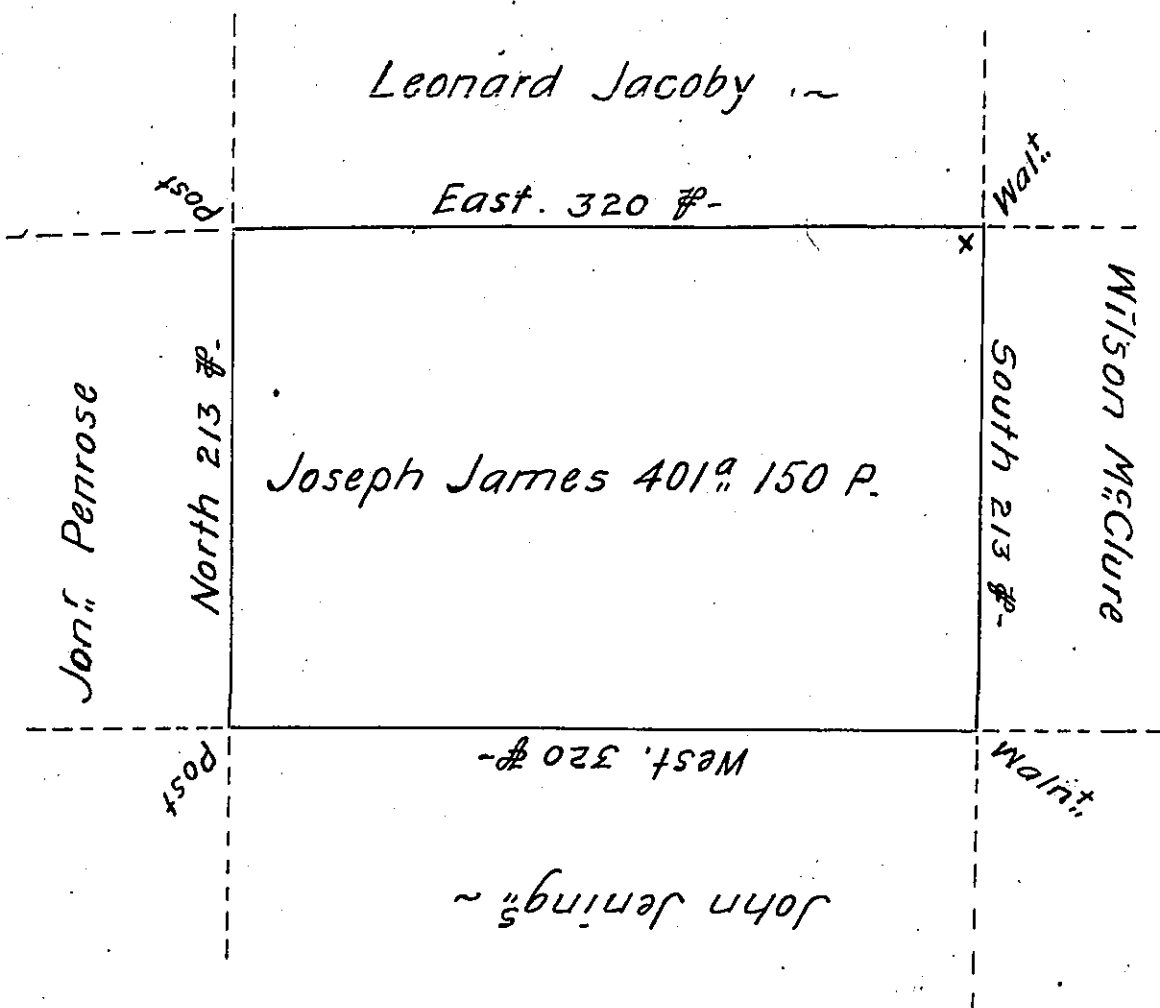 Leonard Jacoby
Post
Walt
East. 320 P-
x
Jonr Penrose
North 213 P-
Joseph James 401a 150 P.
South 213 P-
Wilson McClure
West. 320 P-
Post
Walnt
John Jenings